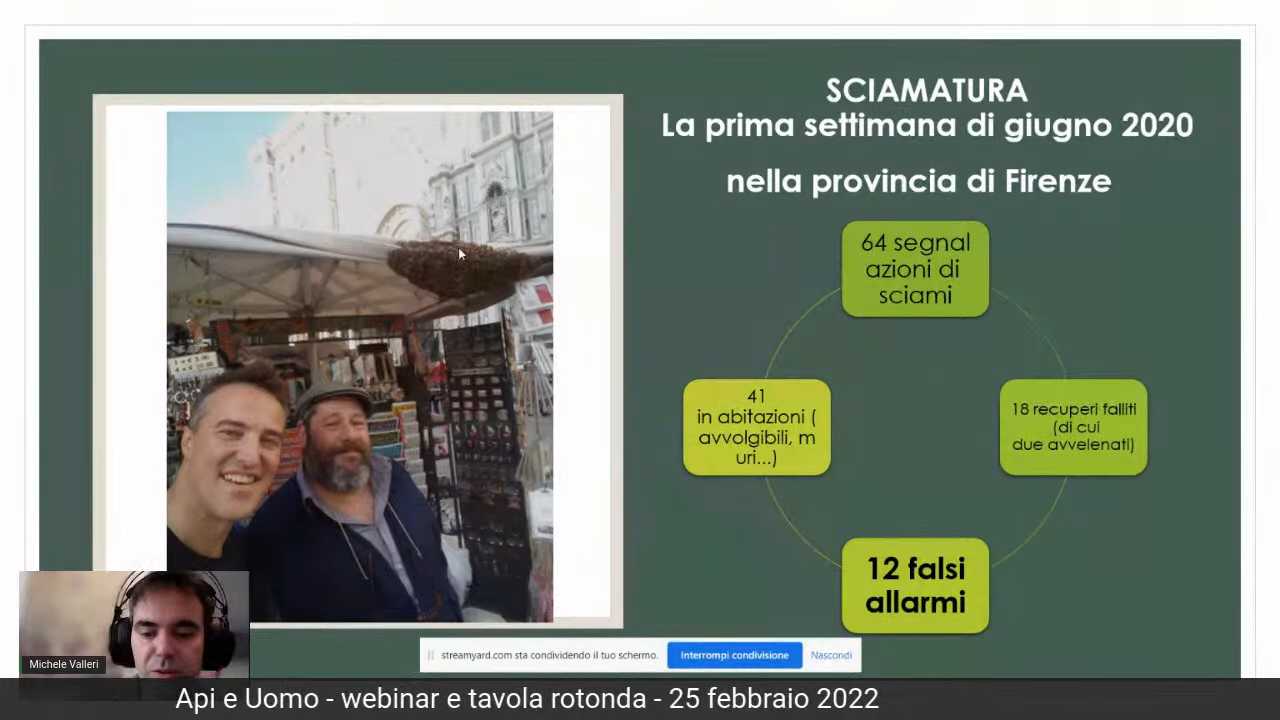 SCIAMATURA
La prima settimana di giugno 2020
nella provincia di Firenze
64 segnal
azioni di
sciami
41
in abitazioni (
avvolgibili, m
uri...)
18 recuperi falliti
(di cui
due avvelenati)
12 falsi
allarmi
Michele Valleri
streamyard.com sta condividendo il tuo schermo.
Interrompi condivisione
Nascondi
Api e Uomo - webinar e tavola rotonda - 25 febbraio 2022